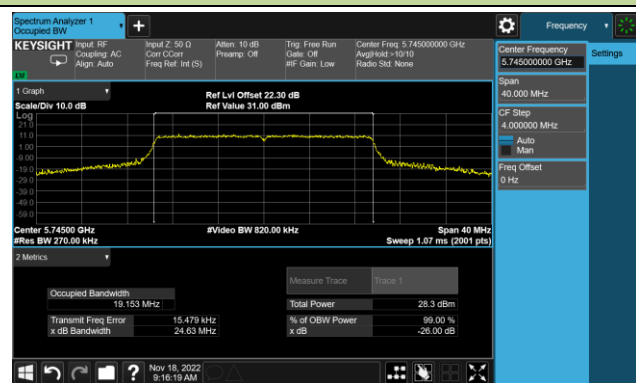 Spectrum Analyzer 1
Occupied BW
+
Frequency
KEYSIGHT
Input: RF
Coupling: AC
Align: Auto
Input Z: 50 Ω
Corr CCorr
Freq Ref: Int (S)
Atten: 10 dB
Preamp: Off
Trig: Free Run
Gate: Off
#IF Gain: Low
Center Freq: 5.745000000 GHz
Avg|Hold:>10/10
Radio Std: None
Center Frequency
5.745000000 GHz
Settings
Span
40.000 MHz
CF Step
4.000000 MHz
Auto
Man
Freq Offset
0 Hz
1 Graph
Scale/Div 10.0 dB
Ref Lvl Offset 22.30 dB
Ref Value 31.00 dBm
Log
21.0
11.0
1.00
-9.00
-19.0
-29.0
-39.0
-49.0
-59.0
Center 5.74500 GHz
#Res BW 270.00 kHz
#Video BW 820.00 kHz
Span 40 MHz
Sweep 1.07 ms (2001 pts)
2 Metrics
Measure Trace
Trace 1
Occupied Bandwidth
19.153 MHz
Total Power
28.3 dBm
Transmit Freq Error
15.479 kHz
% of OBW Power
99.00 %
x dB Bandwidth
24.63 MHz
x dB
-26.00 dB
?
Nov 18, 2022
9:16:19 AM